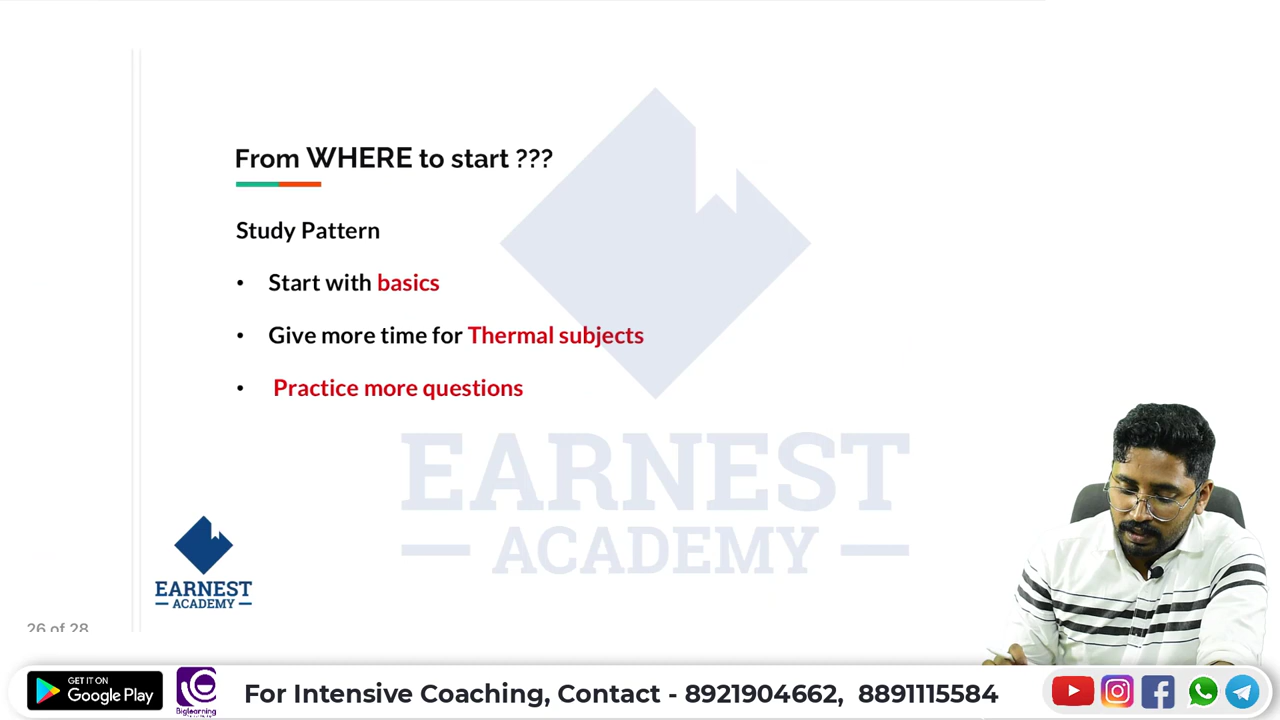 From WHERE to start ???
Study Pattern
• Start with basics
• Give more time for Thermal subjects
• Practice more questions
EARNEST
ACADEMY
EARNEST
ACADEMY
26 of 28
GET IT ON
Google Play
Biglearning
For Intensive Coaching, Contact - 8921904662, 8891115584